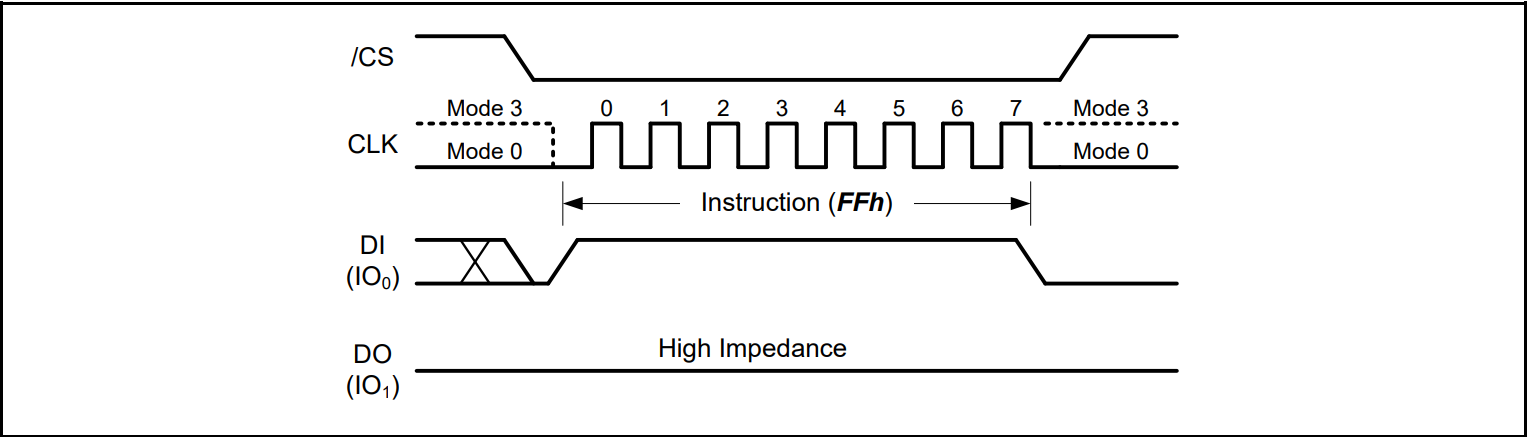 /CS
Mode 3 0 1 2 3 4 5 6 7 Mode 3
CLK
Mode 0 Mode 0
Instruction (FFh)
DI
(IO0)
High Impedance
DO
(IO1)